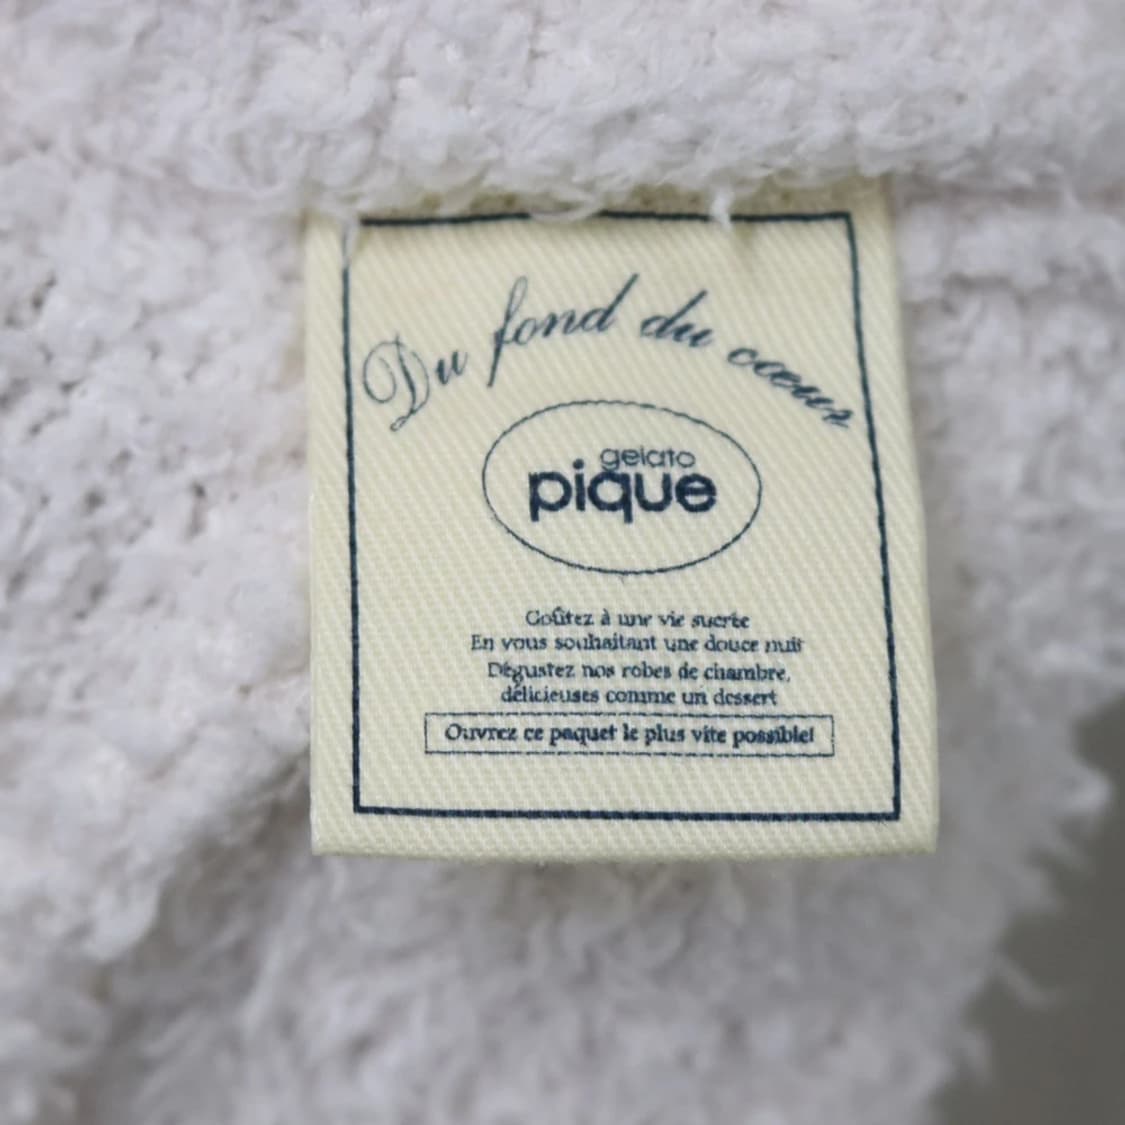 Du fond du cœur
gelato
pique
Goûtez à une vie sucrée
En vous souhaitant une douce nuit
Dégustez nos robes de chambre,
délicieuses comme un dessert
Ouvrez ce paquet le plus vite possible!